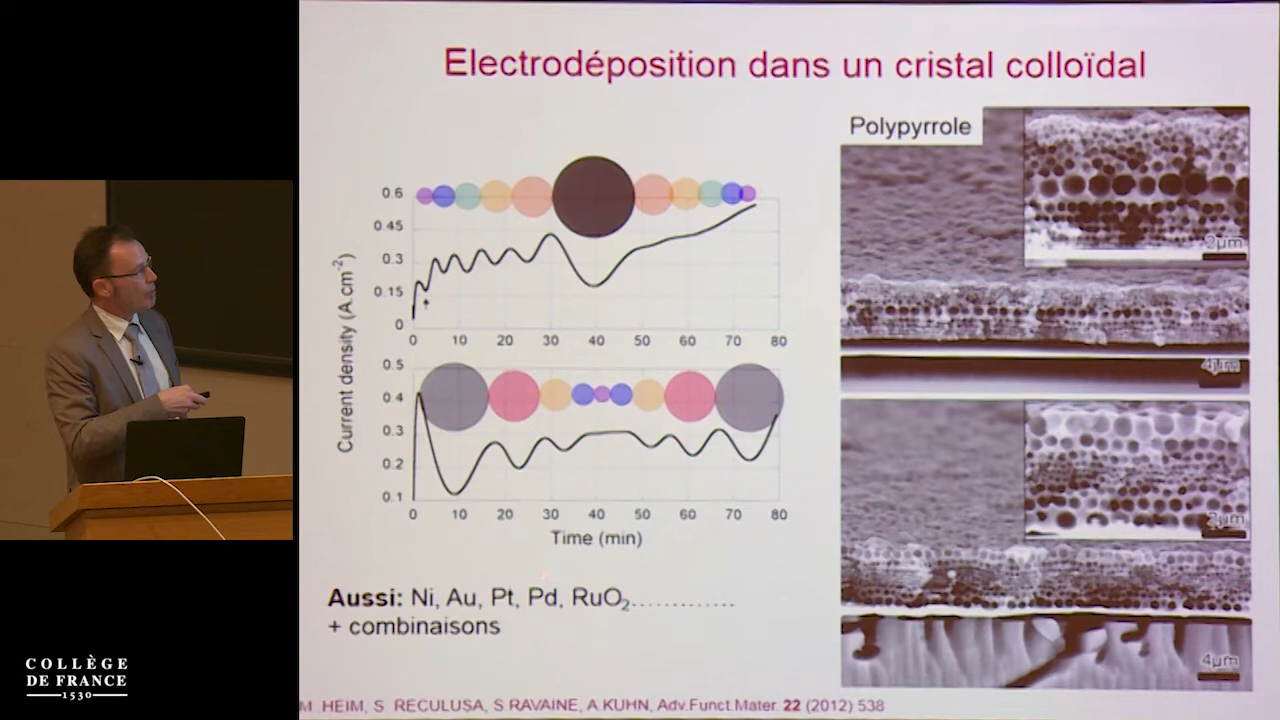 Electrodéposition dans un cristal colloïdal
Polypyrrole
2µm
4µm
2µm
4µm
Current density (A.cm⁻²)
0.6
0.45
0.3
0.15
0
0 10 20 30 40 50 60 70 80
0.5
0.4
0.3
0.2
0.1
0 10 20 30 40 50 60 70 80
Time (min)
Aussi: Ni, Au, Pt, Pd, RuO₂.............
+ combinaisons
M. HEIM, S. RECULUSA, S.RAVAINE, A.KUHN, Adv.Funct.Mater. 22 (2012) 538
COLLÈGE
DE FRANCE
1530